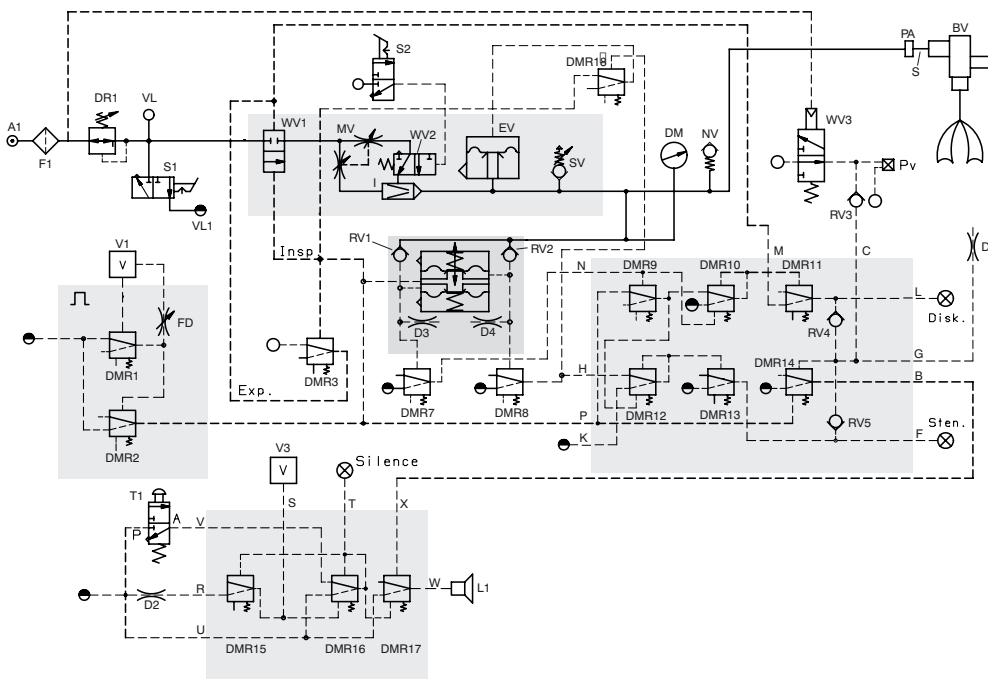 PA
BV
S2
DMR18
S
DR1
VL
WV1
MV
WV2
EV
SV
DM
NV
WV3
A1
F1
S1
I
Pv
VL1
RV3
V1
Insp.
RV1
RV2
N
DMR9
DMR10
M
DMR11
C
D
V
L
Disk.
FD
D3
D4
RV4
DMR1
DMR3
H
DMR14
G
B
Exp.
DMR7
DMR8
DMR12
DMR13
P
RV5
Sten.
DMR2
K
F
V3
Silence
V
T1
S
T
X
A
V
P
R
W
L1
D2
U
DMR15
DMR16
DMR17